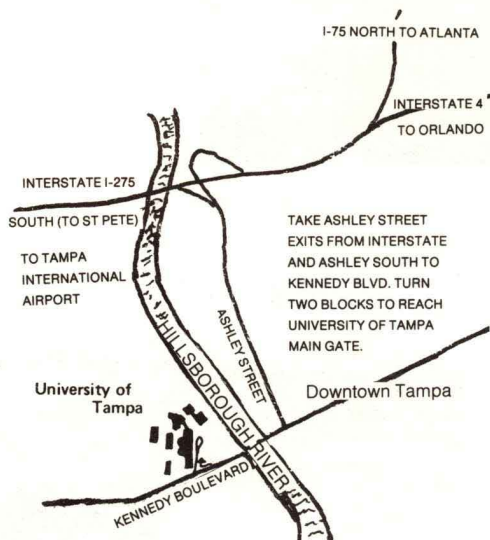 I-75 NORTH TO ATLANTA
INTERSTATE 4
TO ORLANDO
INTERSTATE I-275
SOUTH (TO ST PETE)
TO TAMPA
INTERNATIONAL
AIRPORT
TAKE ASHLEY STREET
EXITS FROM INTERSTATE
AND ASHLEY SOUTH TO
KENNEDY BLVD. TURN
TWO BLOCKS TO REACH
UNIVERSITY OF TAMPA
MAIN GATE.
ASHLEY STREET
HILLSBOROUGH RIVER
University of
Tampa
Downtown Tampa
KENNEDY BOULEVARD